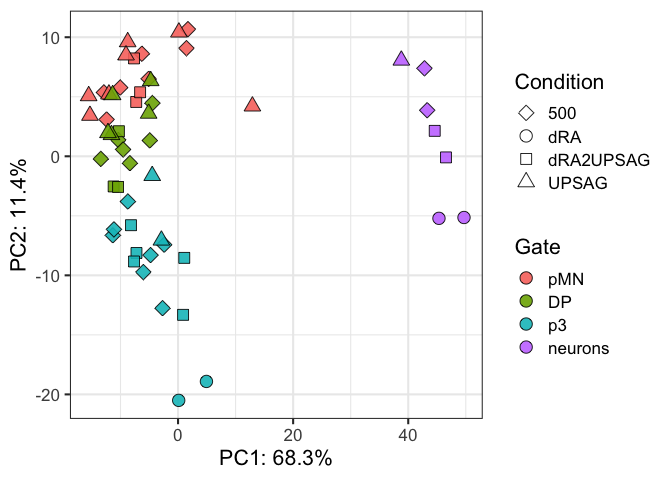 10
0
-10
-20
PC2: 11.4%
0
20
40
PC1: 68.3%
Condition
500
dRA
dRA2UPSAG
UPSAG
Gate
pMN
DP
p3
neurons